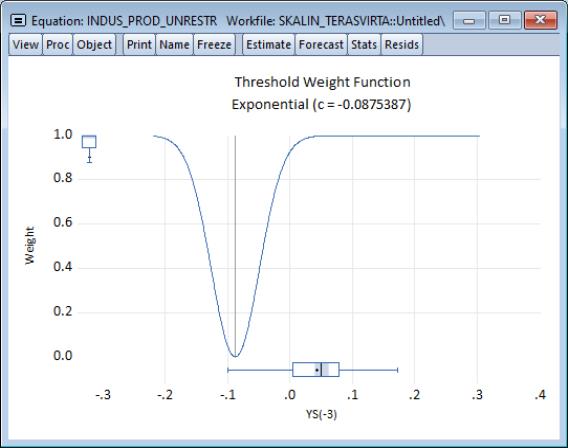 Equation: INDUS_PROD_UNRESTR Workfile: SKALIN_TERASVIRTA::Untitled\
View Proc Object Print Name Freeze Estimate Forecast Stats Resids
Threshold Weight Function
Exponential (c = -0.0875387)
1.0
0.8
0.6
0.4
0.2
0.0
Weight
-.3 -.2 -.1 .0 .1 .2 .3 .4
YS(-3)